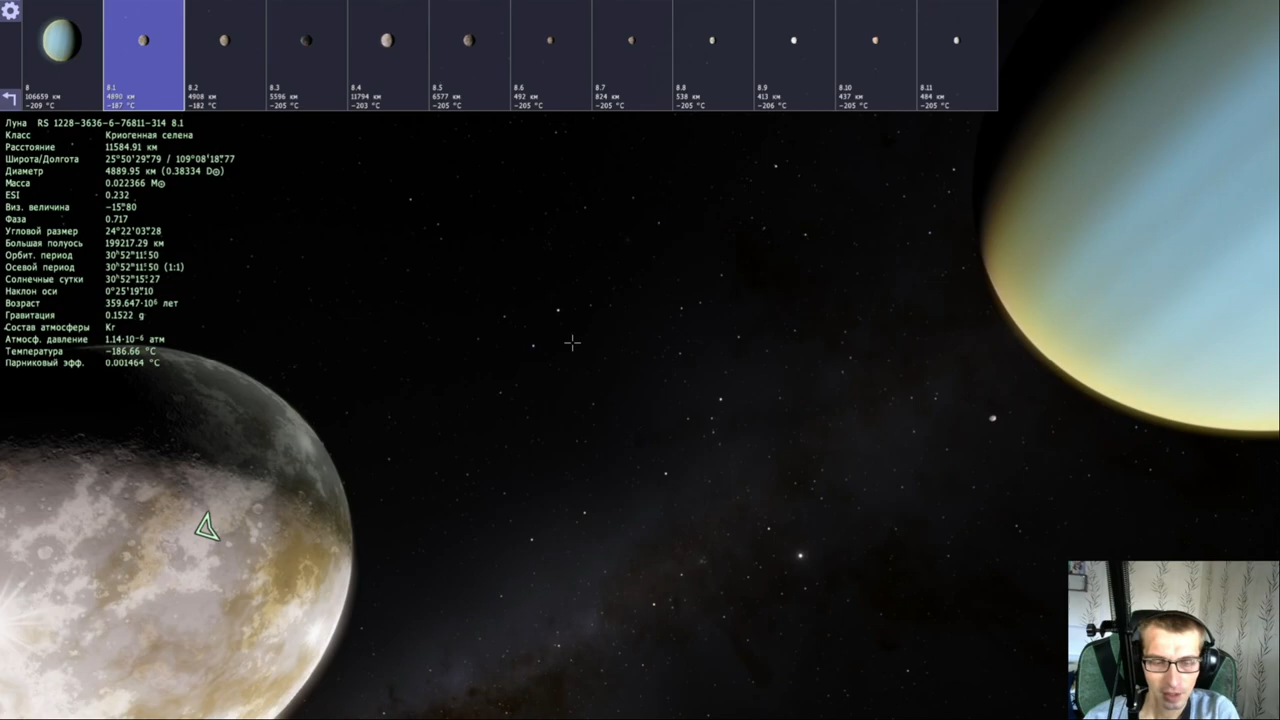 8
106659 км
-209 °C
8.1
4890 км
-187 °C
8.2
4908 км
-182 °C
8.3
5596 км
-205 °C
8.4
11794 км
-203 °C
8.5
6577 км
-205 °C
8.6
492 км
-205 °C
8.7
824 км
-205 °C
8.8
538 км
-205 °C
8.9
413 км
-206 °C
8.10
437 км
-205 °C
8.11
484 км
-205 °C
Луна RS 1228-3636-6-76811-314 8.1
Класс Криогенная селена
Расстояние 11584.91 км
Широта/Долгота 25°50'29"79 / 109°08'18"77
Диаметр 4889.95 км (0.38334 D⊕)
Масса 0.022366 M⊕
ESI 0.232
Виз. величина -15.80
Фаза 0.717
Угловой размер 24°22'03"28
Большая полуось 199217.29 км
Орбит. период 30ʰ52ᵐ11ˢ50
Осевой период 30ʰ52ᵐ11ˢ50 (1:1)
Солнечные сутки 30ʰ52ᵐ15ˢ27
Наклон оси 0°25'19"10
Возраст 359.647·10⁶ лет
Гравитация 0.1522 g
Состав атмосферы Kr
Атмосф. давление 1.14·10⁻⁶ атм
Температура -186.66 °C
Парниковый эфф. 0.001464 °C